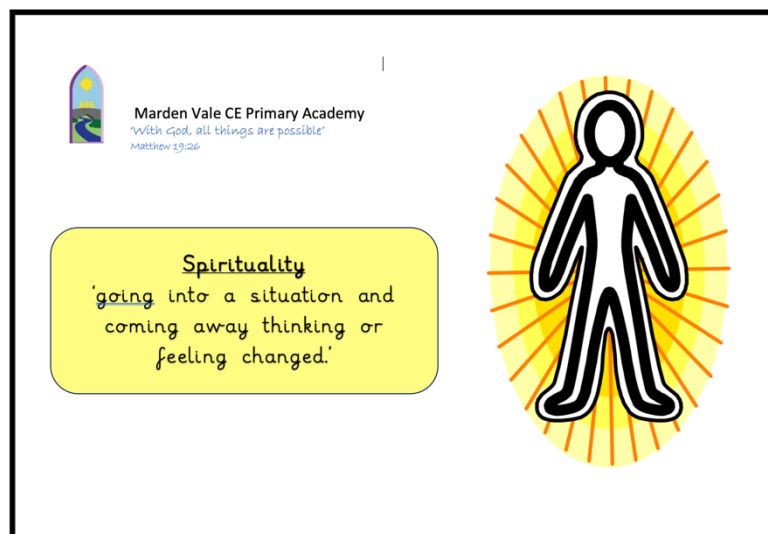 Marden Vale CE Primary Academy
'With God, all things are possible'
Matthew 19:26
Spirituality
'going into a situation and
coming away thinking or
feeling changed.'